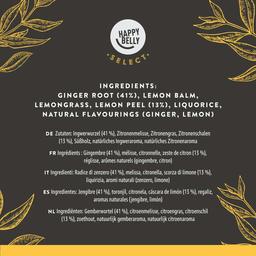 HAPPY
BELLY
• SELECT •
INGREDIENTS:
GINGER ROOT (41%), LEMON BALM,
LEMONGRASS, LEMON PEEL (13%), LIQUORICE,
NATURAL FLAVOURINGS (GINGER, LEMON)
DE Zutaten: Ingwerwurzel (41 %), Zitronenmelisse, Zitronengras, Zitronenschalen
(13 %), Süßholz, natürliches Ingweraroma, natürliches Zitronenaroma
FR Ingrédients : Gingembre (41 %), mélisse, citronnelle, zeste de citron (13 %),
réglisse, arômes naturels (gingembre, citron)
IT Ingredienti: Radice di zenzero (41 %), melissa, citronella, scorza di limone (13 %),
liquirizia, aromi naturali (zenzero, limone)
ES Ingredientes: Jengibre (41 %), toronjil, citronela, cáscara de limón (13 %), regaliz,
aromas naturales (jengibre, limón)
NL Ingrediënten: Gemberwortel (41 %), citroenmelisse, citroengras, citroenschil
(13 %), zoethout, natuurlijk gemberaroma, natuurlijk citroenaroma